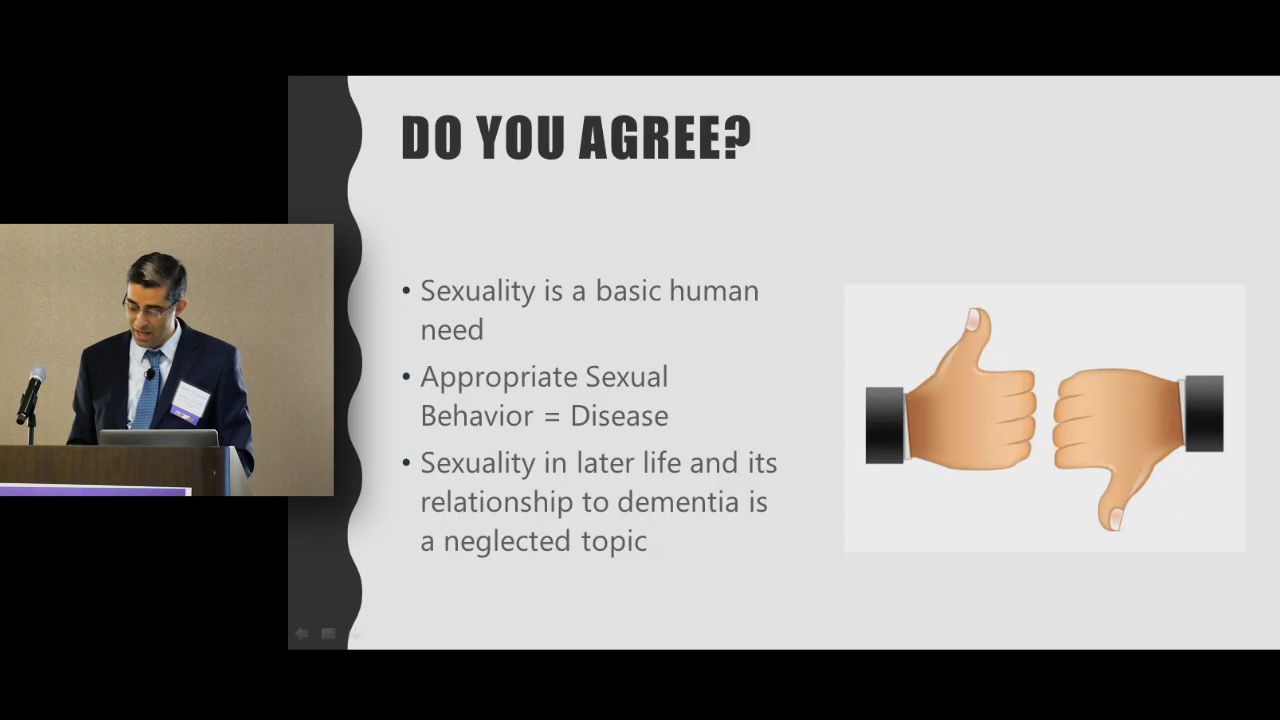 DO YOU AGREE?
• Sexuality is a basic human
need
• Appropriate Sexual
Behavior = Disease
• Sexuality in later life and its
relationship to dementia is
a neglected topic